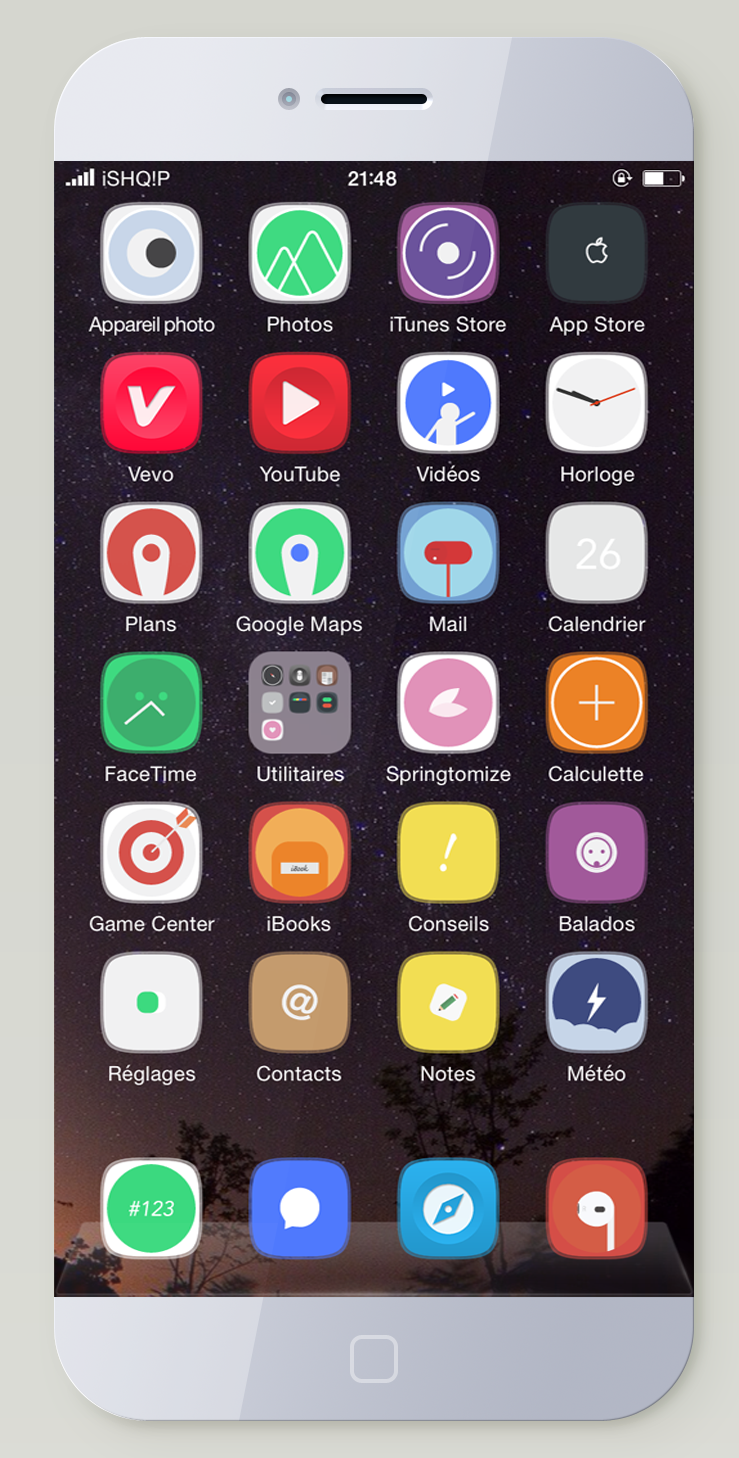 iSHQ!P 21:48
Appareil photo Photos iTunes Store App Store
Vevo YouTube Vidéos Horloge
26
Plans Google Maps Mail Calendrier
FaceTime Utilitaires Springtomize Calculette
iBook
Game Center iBooks Conseils Balados
@
Réglages Contacts Notes Météo
#123